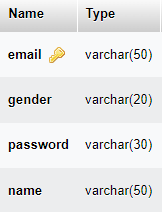 Name Type
email varchar(50)
gender varchar(20)
password varchar(30)
name varchar(50)